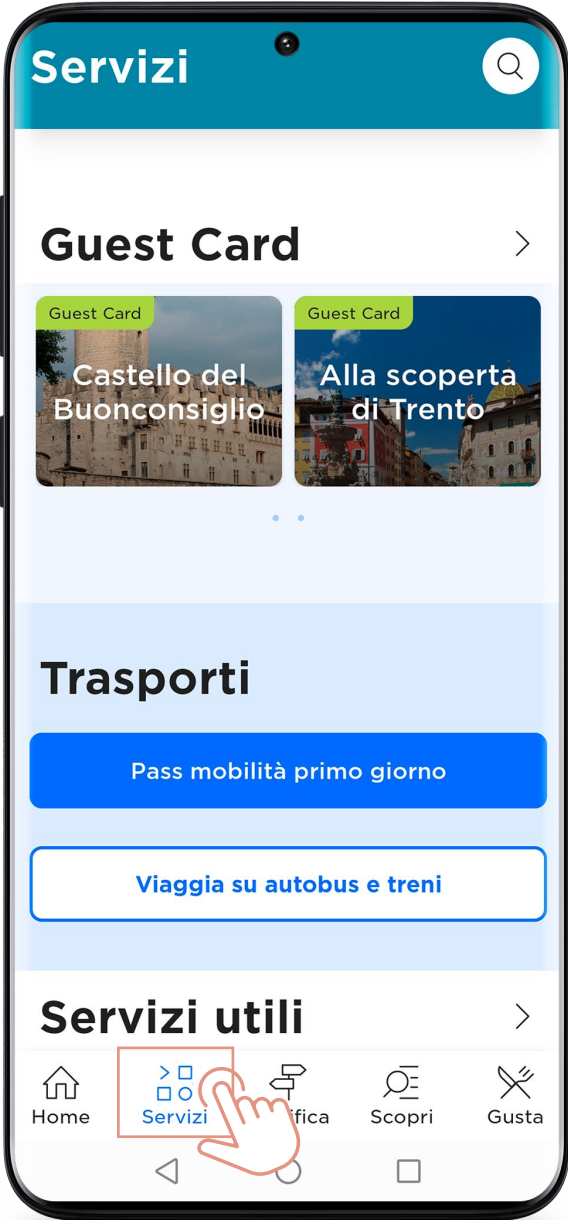 Servizi
Guest Card
Guest Card
Castello del
Buonconsiglio
Guest Card
Alla scoperta
di Trento
Trasporti
Pass mobilità primo giorno
Viaggia su autobus e treni
Servizi utili
Home
Servizi
ifica
Scopri
Gusta